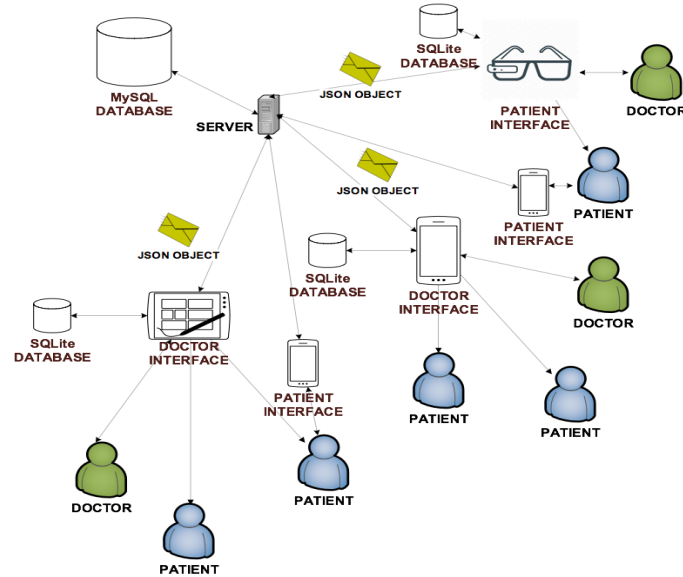 SQLite
DATABASE
MySQL
DATABASE
JSON OBJECT
SERVER
PATIENT
INTERFACE
DOCTOR
JSON OBJECT
PATIENT
PATIENT
INTERFACE
JSON OBJECT
SQLite
DATABASE
DOCTOR
INTERFACE
DOCTOR
SQLite
DATABASE
DOCTOR
INTERFACE
PATIENT
INTERFACE
PATIENT
PATIENT
DOCTOR
PATIENT
PATIENT